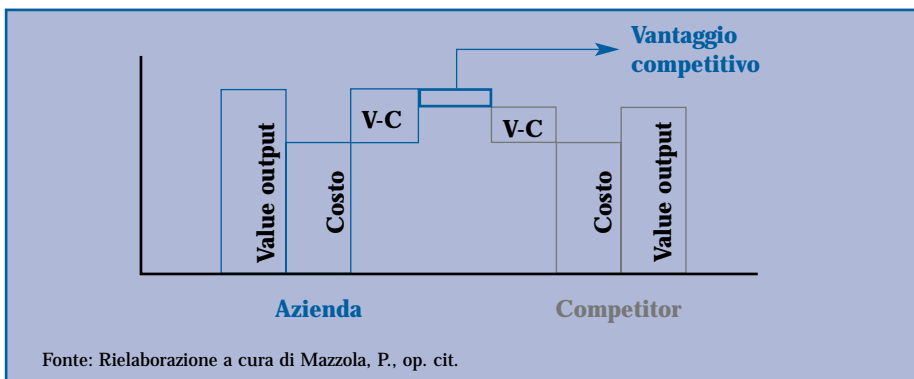 Vantaggio
competitivo
V-C
V-C
Value output
Costo
Costo
Value output
Azienda
Competitor
Fonte: Rielaborazione a cura di Mazzola, P., op. cit.